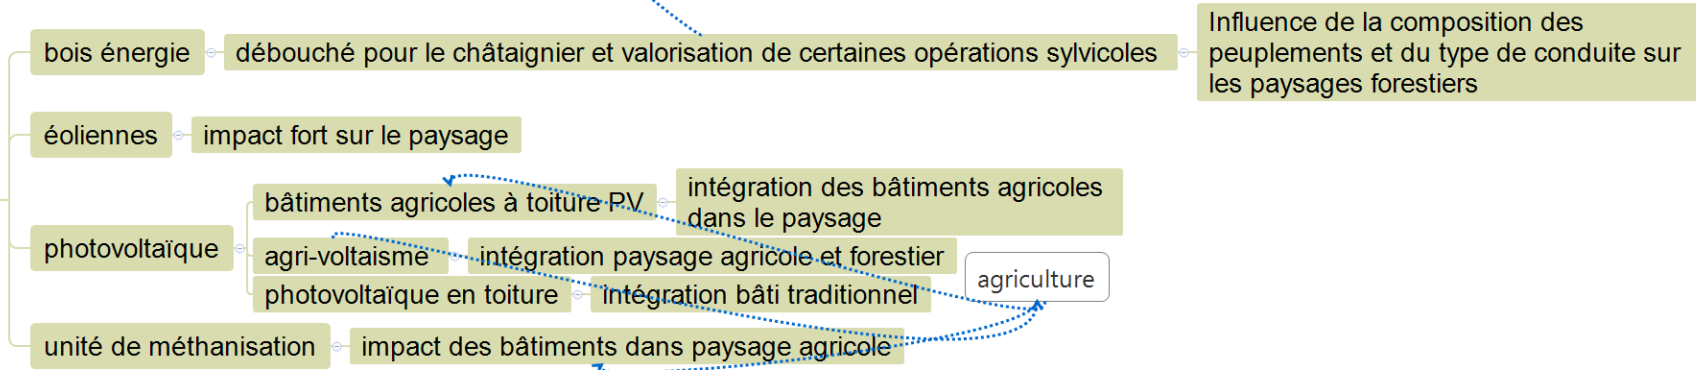 bois énergie
débouché pour le châtaignier et valorisation de certaines opérations sylvicoles
Influence de la composition des
peuplements et du type de conduite sur
les paysages forestiers
éoliennes
impact fort sur le paysage
photovoltaïque
bâtiments agricoles à toiture PV
intégration des bâtiments agricoles
dans le paysage
agri-voltaisme
intégration paysage agricole et forestier
photovoltaïque en toiture
intégration bâti traditionnel
agriculture
unité de méthanisation
impact des bâtiments dans paysage agricole